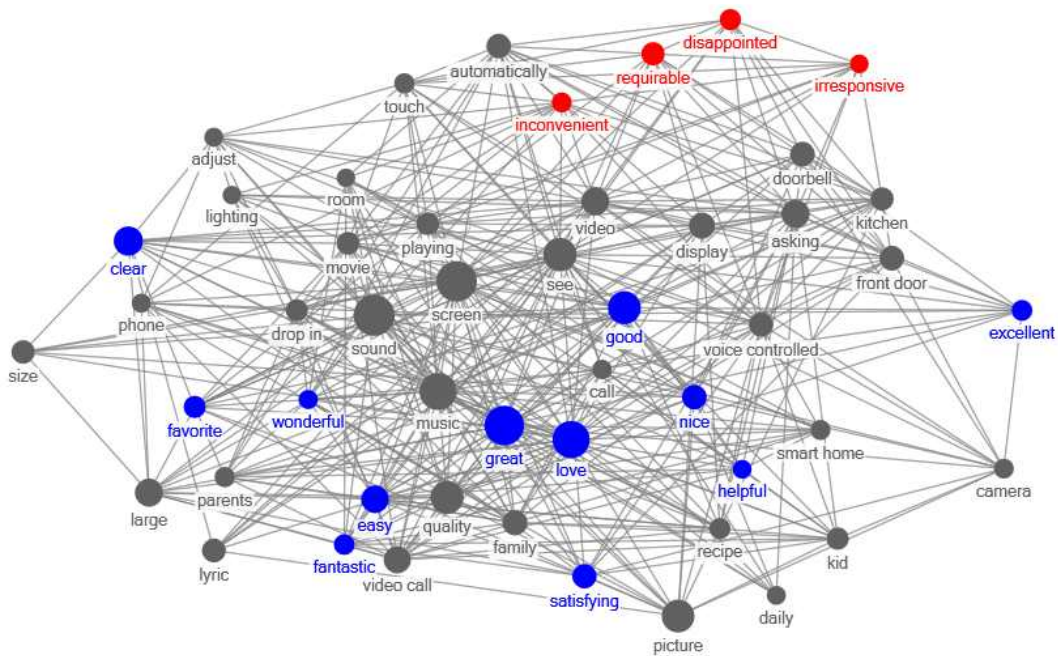 disappointed
automatically
requirable
irresponsive
touch
inconvenient
adjust
doorbell
room
lighting
kitchen
video
playing
display
asking
movie
clear
see
front door
phone
drop in
screen
sound
good
voice controlled
excellent
size
call
favorite
wonderful
music
nice
great
love
smart home
helpful
parents
camera
large
easy
quality
family
recipe
kid
fantastic
lyric
video call
satisfying
daily
picture